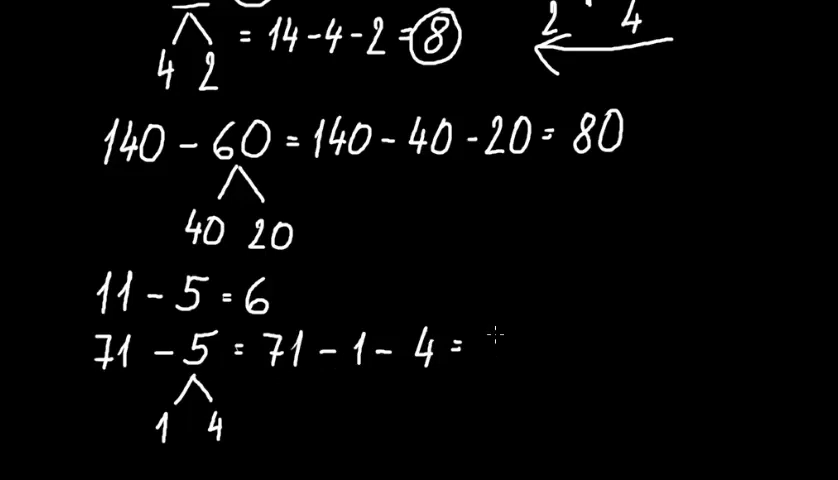 = 14 - 4 - 2 = 8
4 2
2 4
140 - 60 = 140 - 40 - 20 = 80
40 20
11 - 5 = 6
71 - 5 = 71 - 1 - 4 =
1 4